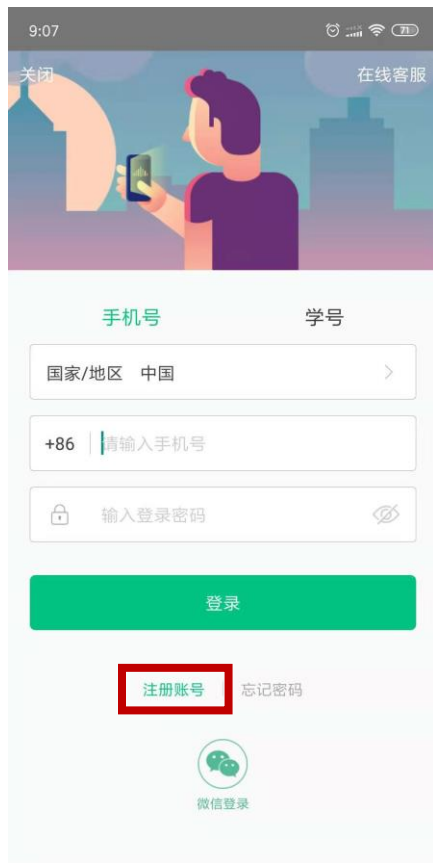 9:07 71
关闭 在线客服
手机号 学号
国家/地区 中国
+86 请输入手机号
输入登录密码
登录
注册账号 忘记密码
微信登录